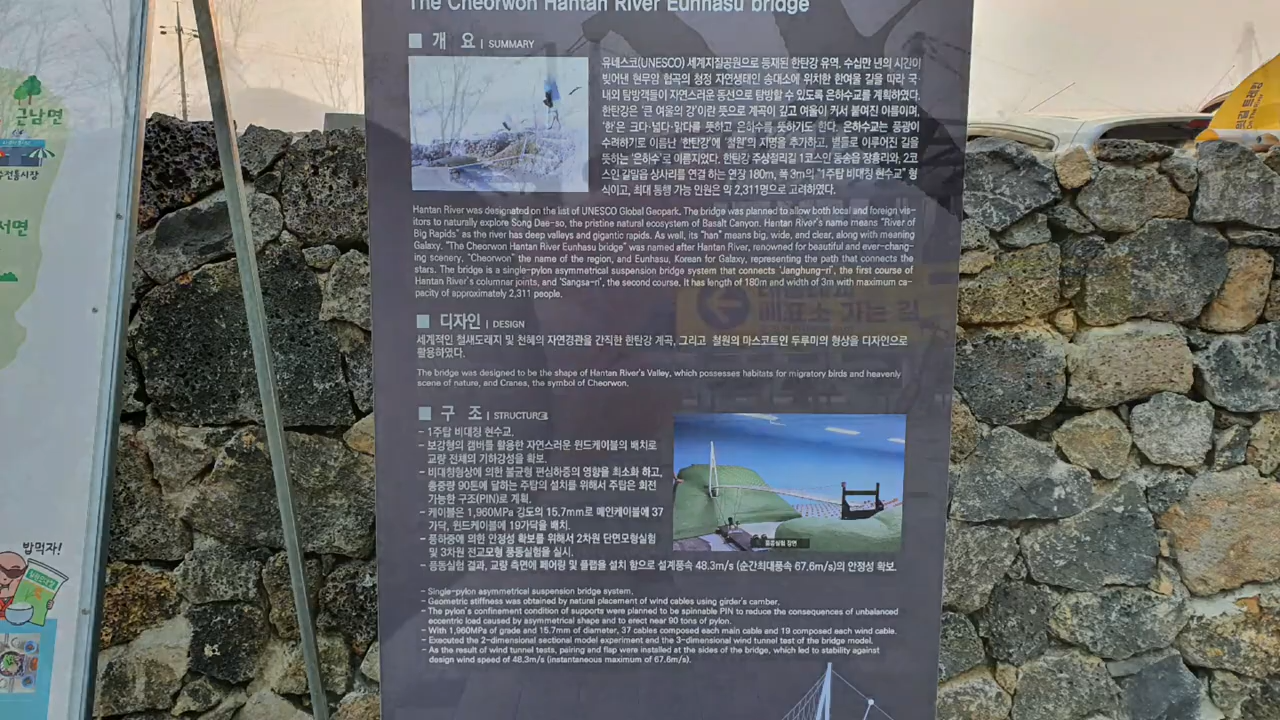 The Cheorwon Hantan River Eunhasu bridge
■ 개 요 | SUMMARY
유네스코(UNESCO) 세계지질공원으로 등재된 한탄강 유역. 수십만 년의 시간이
빚어낸 현무암 협곡의 청정 자연생태인 송대소에 위치한 한여울 길을 따라 국·
내외 탐방객들이 자연스러운 동선으로 탐방할 수 있도록 은하수교를 계획하였다.
한탄강은 '큰 여울의 강'이란 뜻으로 계곡이 깊고 여울이 커서 붙여진 이름이며,
'한'은 크다·넓다·맑다를 뜻하고 은하수를 뜻하기도 한다. 은하수교는 풍광이
수려하기로 이름난 '한탄강'에 '철원'의 지명을 추가하고, 별들로 이루어진 길을
뜻하는 '은하수'로 이름지었다. 한탄강 주상절리길 1코스인 동송읍 장흥리와, 2코
스인 갈말읍 상사리를 연결 하는 연장 180m, 폭 3m의 "1주탑 비대칭 현수교" 형
식이고, 최대 통행 가능 인원은 약 2,311명으로 고려하였다.
Hantan River was designated on the list of UNESCO Global Geopark. The bridge was planned to allow both local and foreign vis-
itors to naturally explore Song Dae-so, the pristine natural ecosystem of Basalt Canyon. Hantan River's name means "River of
Big Rapids" as the river has deep valleys and gigantic rapids. As well, its "han" means big, wide, and clear, along with meaning
Galaxy. "The Cheorwon Hantan River Eunhasu bridge" was named after Hantan River, renowned for beautiful and ever-chang-
ing scenery, "Cheorwon" the name of the region, and Eunhasu, Korean for Galaxy, representing the path that connects the
stars. The bridge is a single-pylon asymmetrical suspension bridge system that connects 'Janghung-ri', the first course of
Hantan River's columnar joints, and 'Sangsa-ri', the second course. It has length of 180m and width of 3m with maximum ca-
pacity of approximately 2,311 people.
■ 디자인 | DESIGN
세계적인 철새도래지 및 천혜의 자연경관을 간직한 한탄강 계곡, 그리고 철원의 마스코트인 두루미의 형상을 디자인으로
활용하였다.
The bridge was designed to be the shape of Hantan River's Valley, which possesses habitats for migratory birds and heavenly
scene of nature, and Cranes, the symbol of Cheorwon.
■ 구 조 | STRUCTURE
- 1주탑 비대칭 현수교.
- 보강형의 캠버를 활용한 자연스러운 윈드케이블의 배치로
교량 전체의 기하강성을 확보.
- 비대칭형상에 의한 불균형 편심하중의 영향을 최소화 하고,
총중량 90톤에 달하는 주탑의 설치를 위해서 주탑은 회전
가능한 구조(PIN)로 계획.
- 케이블은 1,960MPa 강도의 15.7mm로 메인케이블에 37
가닥, 윈드케이블에 19가닥을 배치.
- 풍하중에 의한 안정성 확보를 위해서 2차원 단면모형실험
및 3차원 전교모형 풍동실험을 실시.
- 풍동실험 결과, 교량 측면에 페어링 및 플랩을 설치 함으로 설계풍속 48.3m/s (순간최대풍속 67.6m/s)의 안정성 확보.
풍동실험 장면
- Single-pylon asymmetrical suspension bridge system.
- Geometric stiffness was obtained by natural placement of wind cables using girder's camber.
- The pylon's confinement condition of supports were planned to be spinnable PIN to reduce the consequences of unbalanced
eccentric load caused by asymmetrical shape and to erect near 90 tons of pylon.
- With 1,960MPa of grade and 15.7mm of diameter, 37 cables composed each main cable and 19 composed each wind cable.
- Executed the 2-dimensional sectional model experiment and the 3-dimensional wind tunnel test of the bridge model.
- As the result of wind tunnel tests, pairing and flap were installed at the sides of the bridge, which led to stability against
design wind speed of 48.3m/s (instantaneous maximum of 67.6m/s).
근남면
서면
밥먹자!